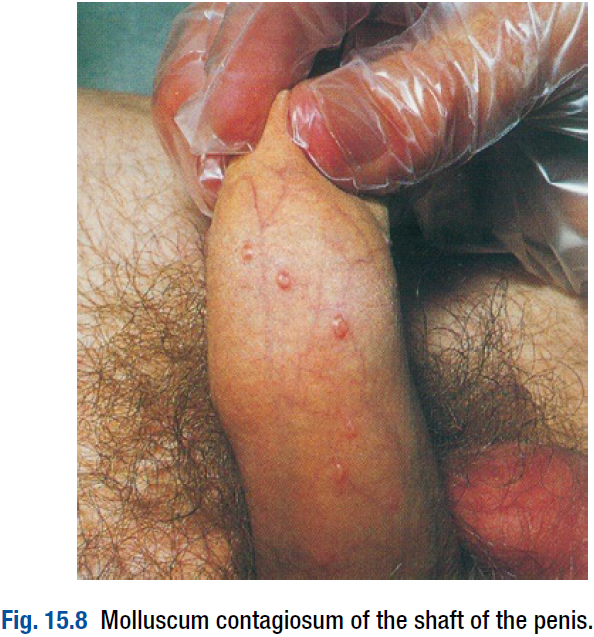 Fig. 15.8 Molluscum contagiosum of the shaft of the penis.